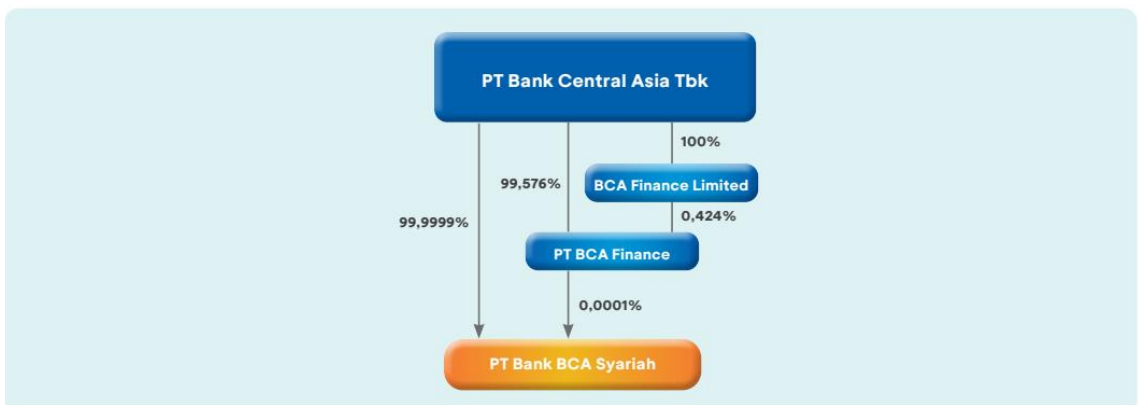 PT Bank Central Asia Tbk
100%
99,576%
BCA Finance Limited
0,424%
99,9999%
PT BCA Finance
0,0001%
PT Bank BCA Syariah